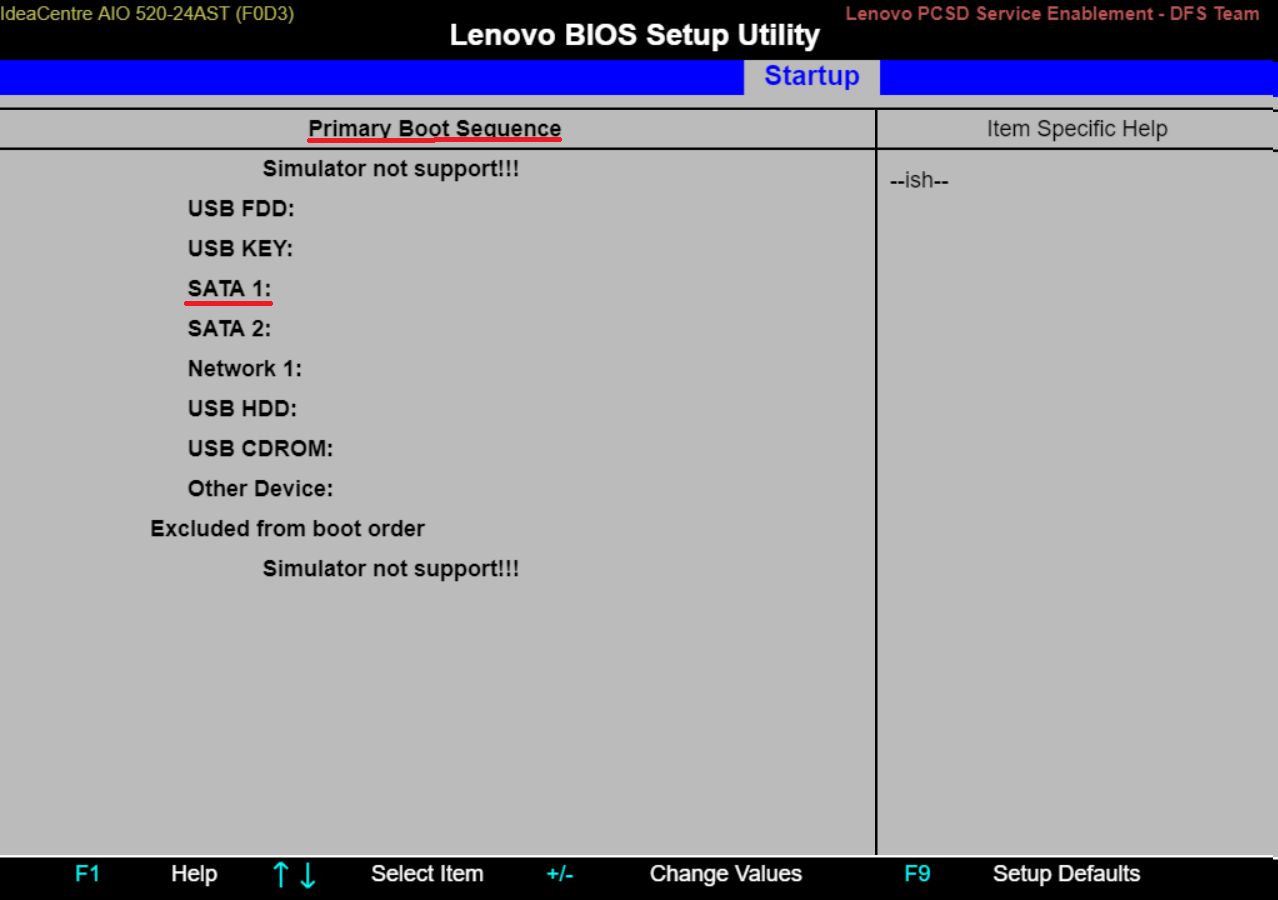 IdeaCentre AIO 520-24AST (F0D3)
Lenovo PCSD Service Enablement - DFS Team
Lenovo BIOS Setup Utility
Startup
Primary Boot Sequence
Item Specific Help
Simulator not support!!!
--ish--
USB FDD:
USB KEY:
SATA 1:
SATA 2:
Network 1:
USB HDD:
USB CDROM:
Other Device:
Excluded from boot order
Simulator not support!!!
F1 Help ↑↓ Select Item +/- Change Values F9 Setup Defaults